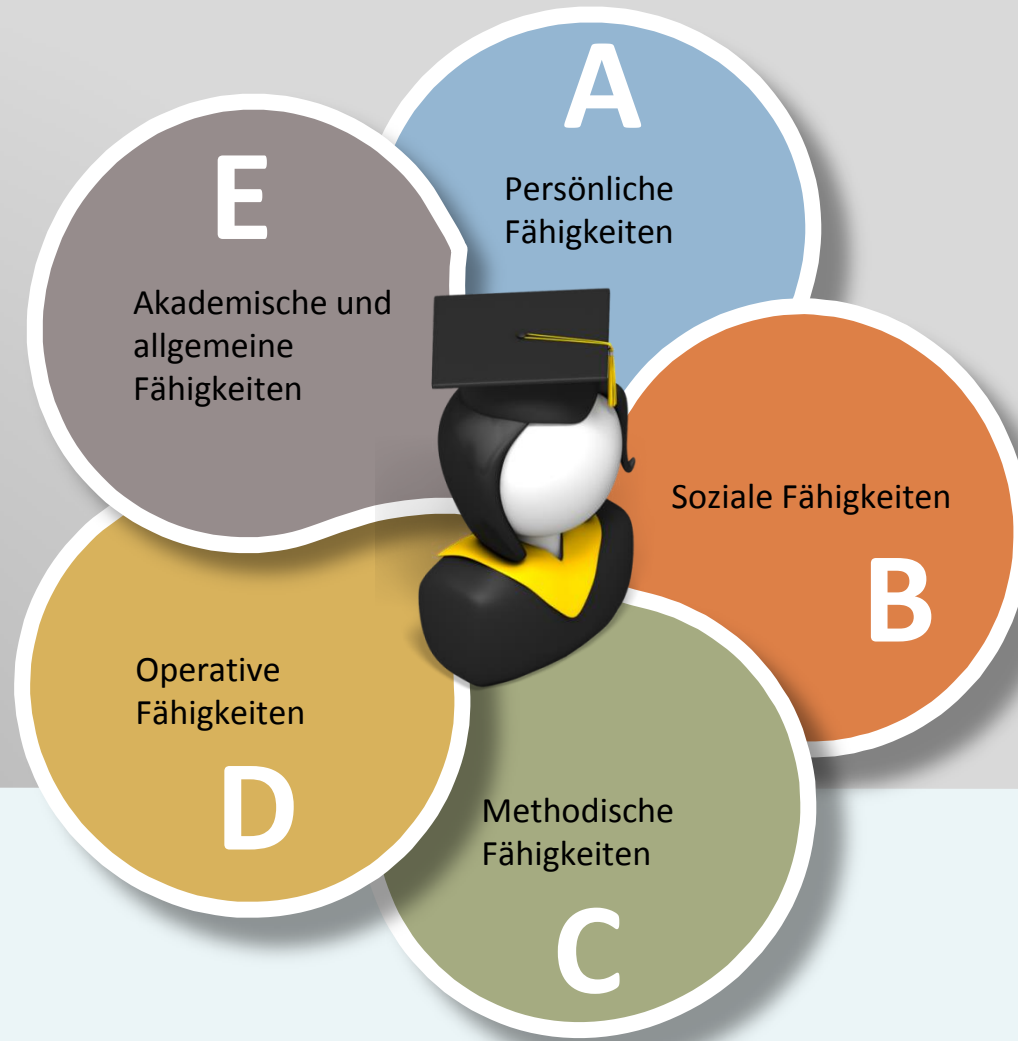 A
Persönliche
Fähigkeiten
Soziale Fähigkeiten
B
Methodische
Fähigkeiten
C
Operative
Fähigkeiten
D
E
Akademische und
allgemeine
Fähigkeiten